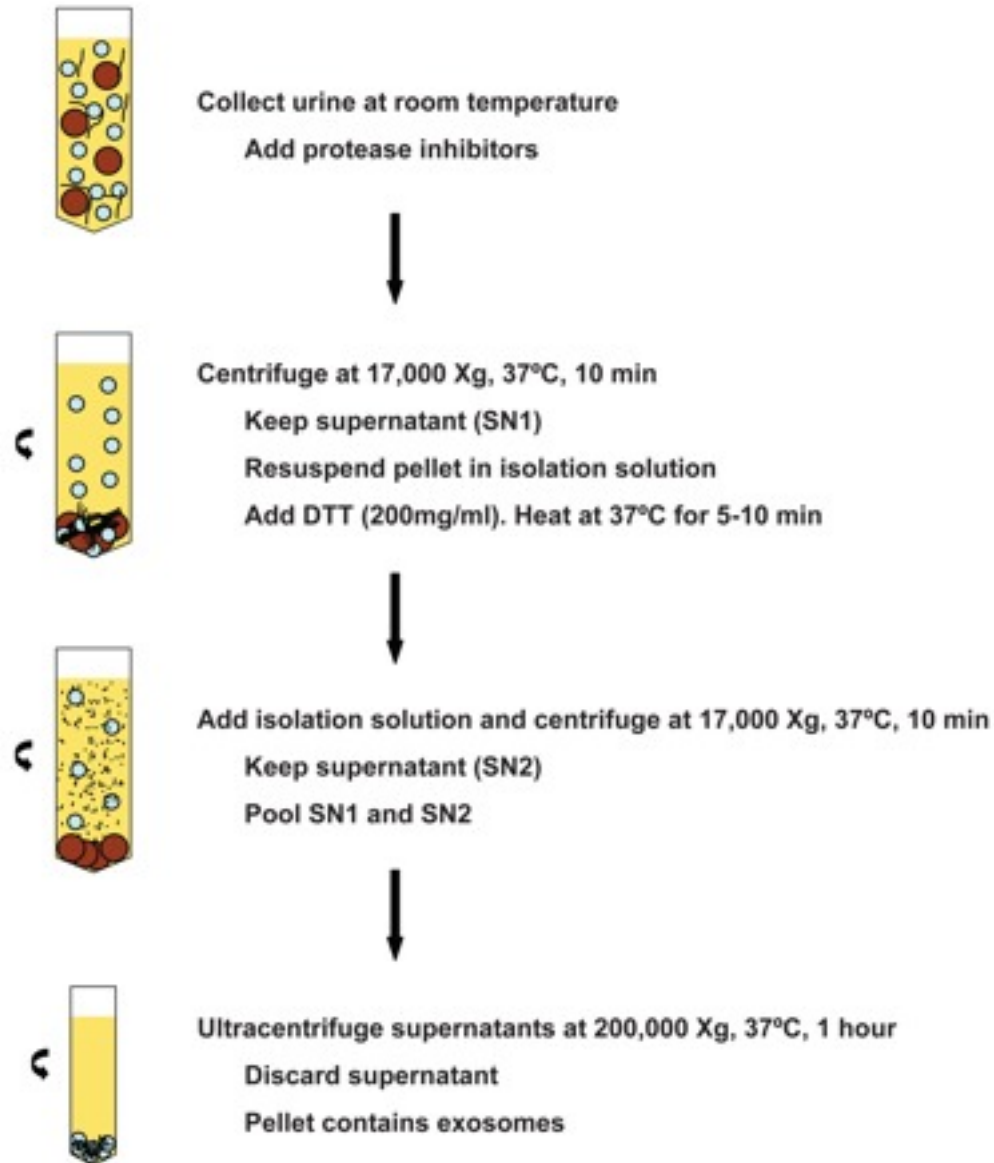 Collect urine at room temperature
Add protease inhibitors
Centrifuge at 17,000 Xg, 37ºC, 10 min
Keep supernatant (SN1)
Resuspend pellet in isolation solution
Add DTT (200mg/ml). Heat at 37ºC for 5-10 min
Add isolation solution and centrifuge at 17,000 Xg, 37ºC, 10 min
Keep supernatant (SN2)
Pool SN1 and SN2
Ultracentrifuge supernatants at 200,000 Xg, 37ºC, 1 hour
Discard supernatant
Pellet contains exosomes